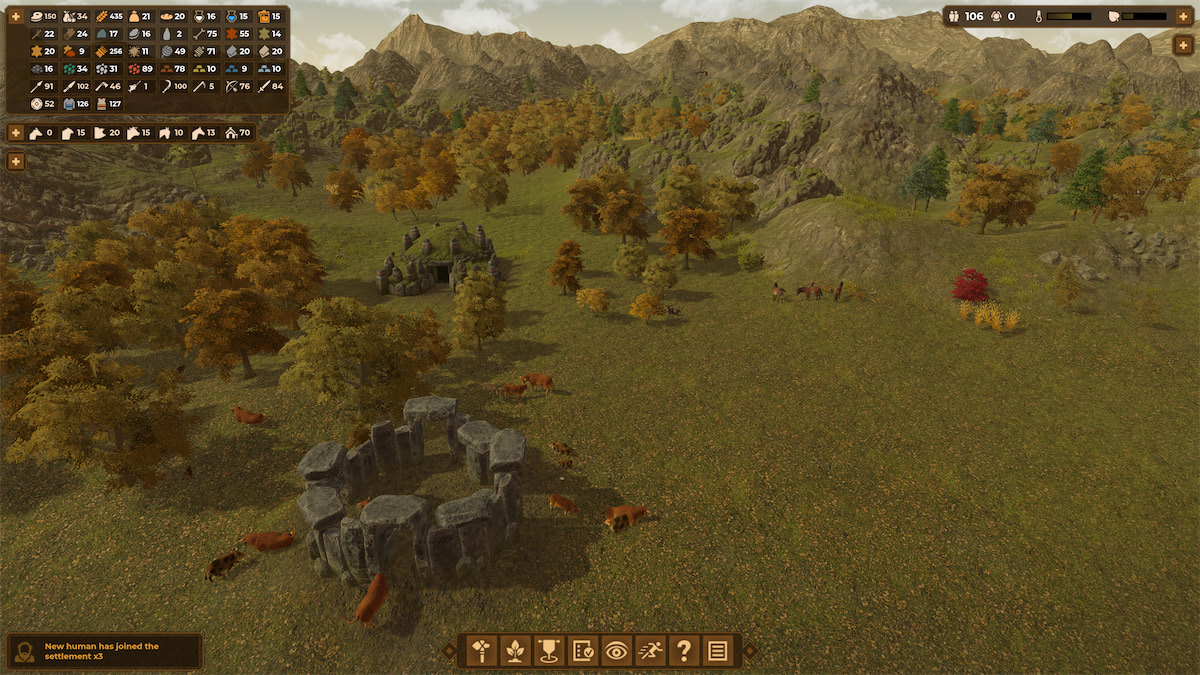 150 34 435 21 20 16 15 15
22 24 17 16 2 75 55 14
20 9 256 11 49 71 20 20
16 34 31 89 78 10 9 10
91 102 46 1 100 5 76 84
52 126 127
0 15 20 15 10 13 70
106 0
New human has joined the
settlement x3
?